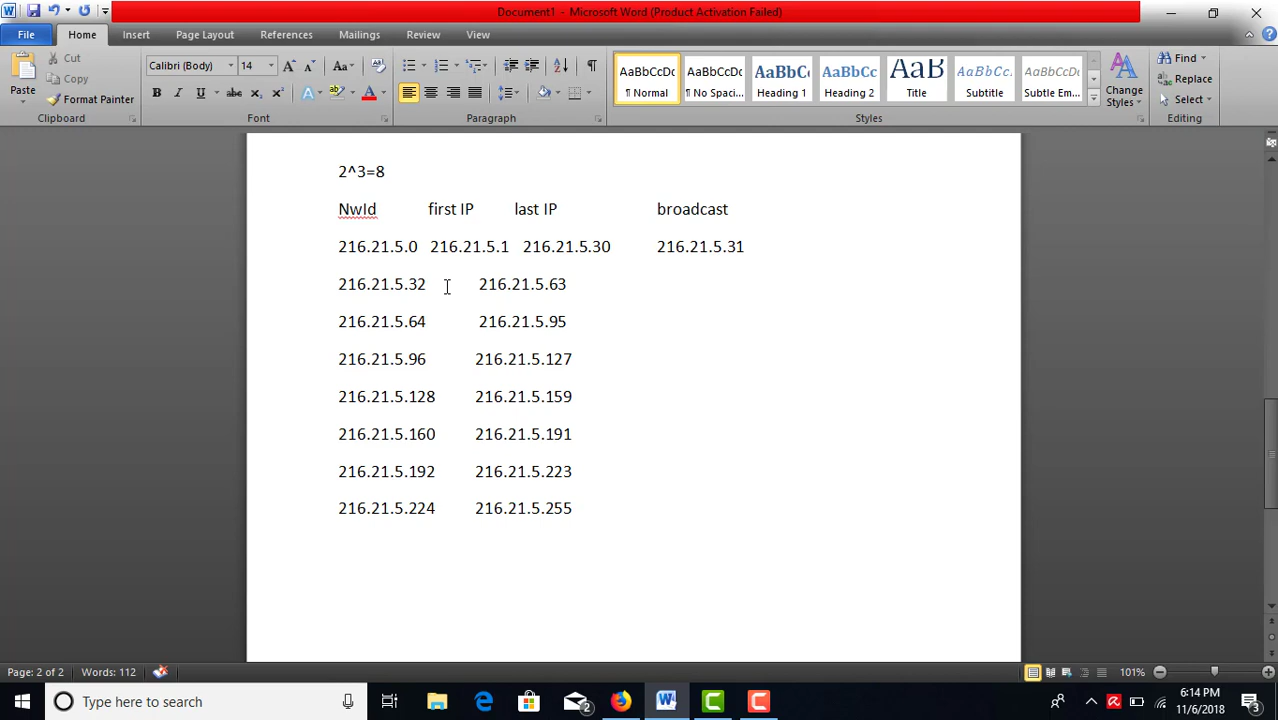 Document1 - Microsoft Word (Product Activation Failed)
File Home Insert Page Layout References Mailings Review View
Paste
Cut
Copy
Format Painter
Clipboard
Calibri (Body) 14 Aa
B I U abc x₂ x² A ab A
Font
Paragraph
AaBbCcDc AaBbCcDc AaBbC AaBbCc AaB AaBbCc. AaBbCcDc
¶ Normal ¶ No Spaci... Heading 1 Heading 2 Title Subtitle Subtle Em...
Change Styles
Styles
Find
Replace
Select
Editing
2^3=8
NwId first IP last IP broadcast
216.21.5.0 216.21.5.1 216.21.5.30 216.21.5.31
216.21.5.32 216.21.5.63
216.21.5.64 216.21.5.95
216.21.5.96 216.21.5.127
216.21.5.128 216.21.5.159
216.21.5.160 216.21.5.191
216.21.5.192 216.21.5.223
216.21.5.224 216.21.5.255
Page: 2 of 2 Words: 112 101%
Type here to search
2
6:14 PM
11/6/2018
3